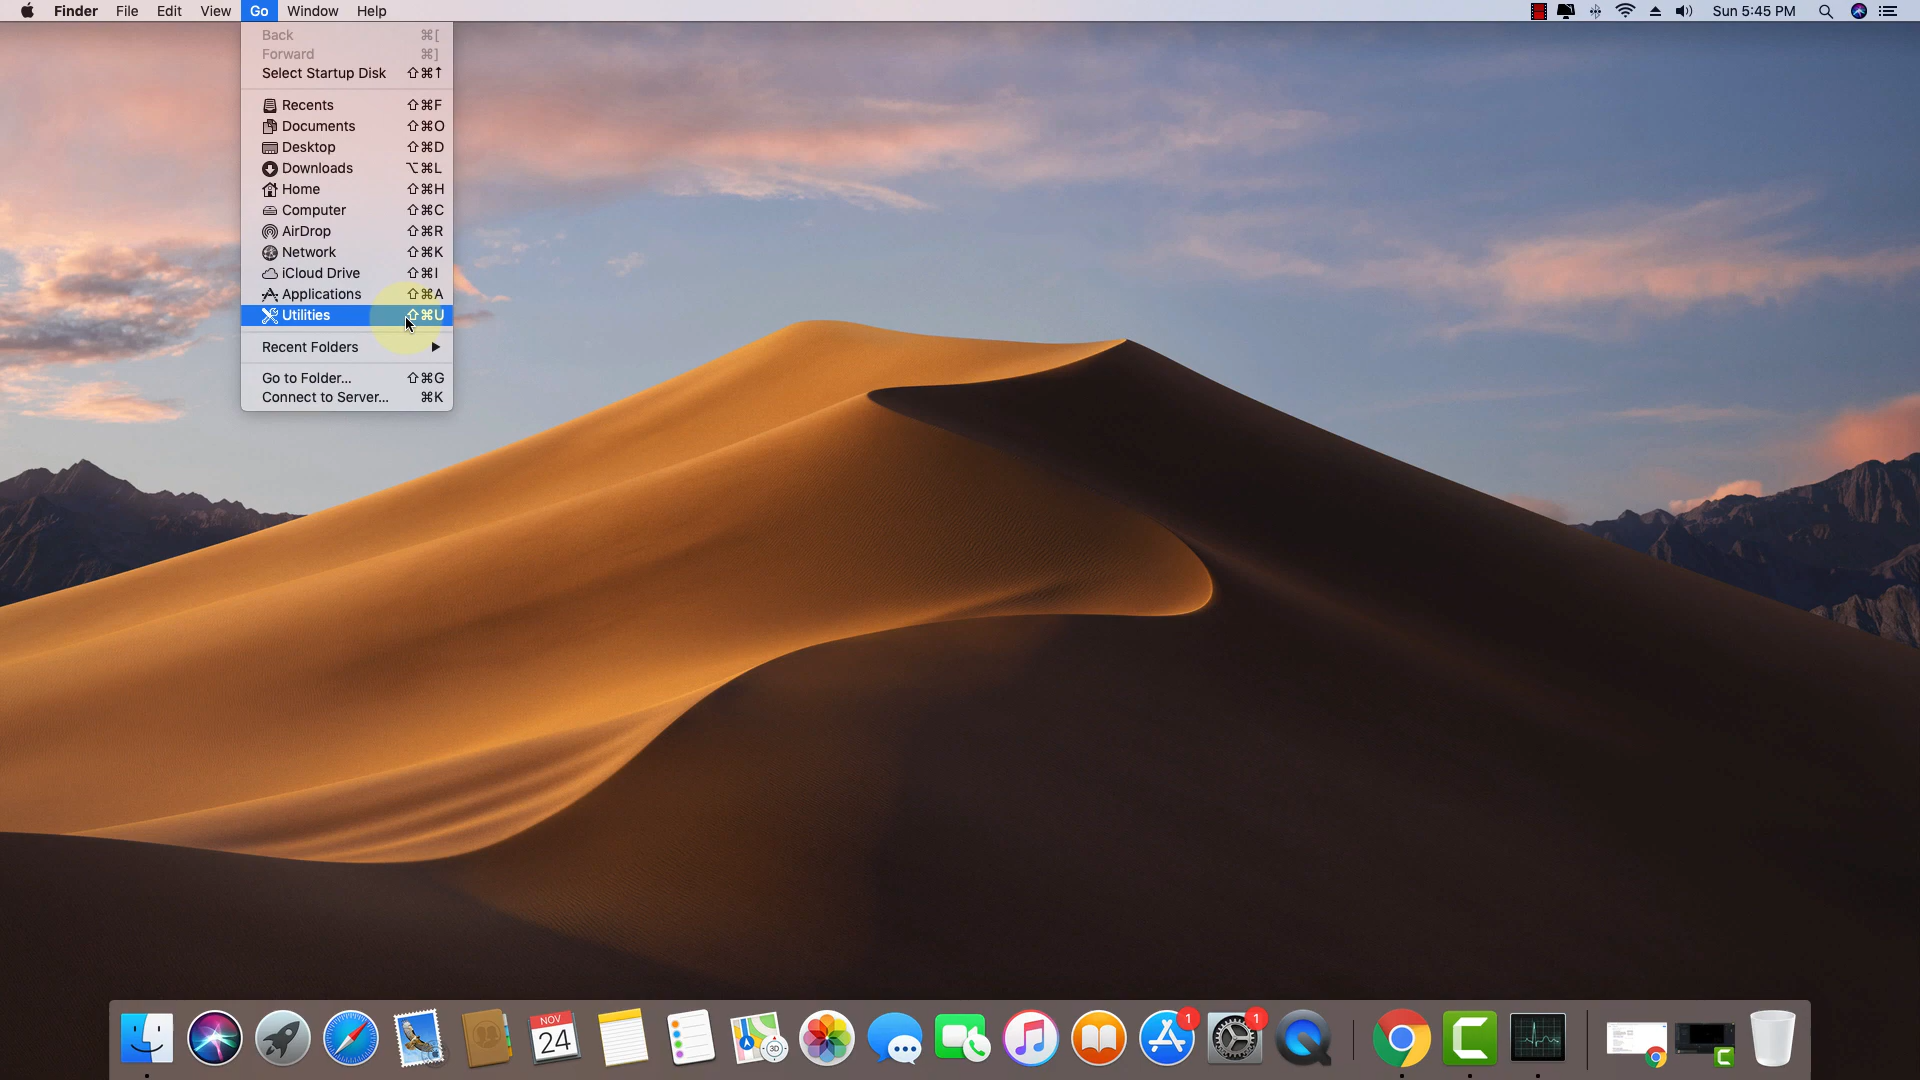 Finder File Edit View Go Window Help Sun 5:45 PM
Back ⌘[
Forward ⌘]
Select Startup Disk ⇧⌘↑
Recents ⇧⌘F
Documents ⇧⌘O
Desktop ⇧⌘D
Downloads ⌥⌘L
Home ⇧⌘H
Computer ⇧⌘C
AirDrop ⇧⌘R
Network ⇧⌘K
iCloud Drive ⇧⌘I
Applications ⇧⌘A
Utilities ⇧⌘U
Recent Folders
Go to Folder... ⇧⌘G
Connect to Server... ⌘K
NOV
24
3D
1
1